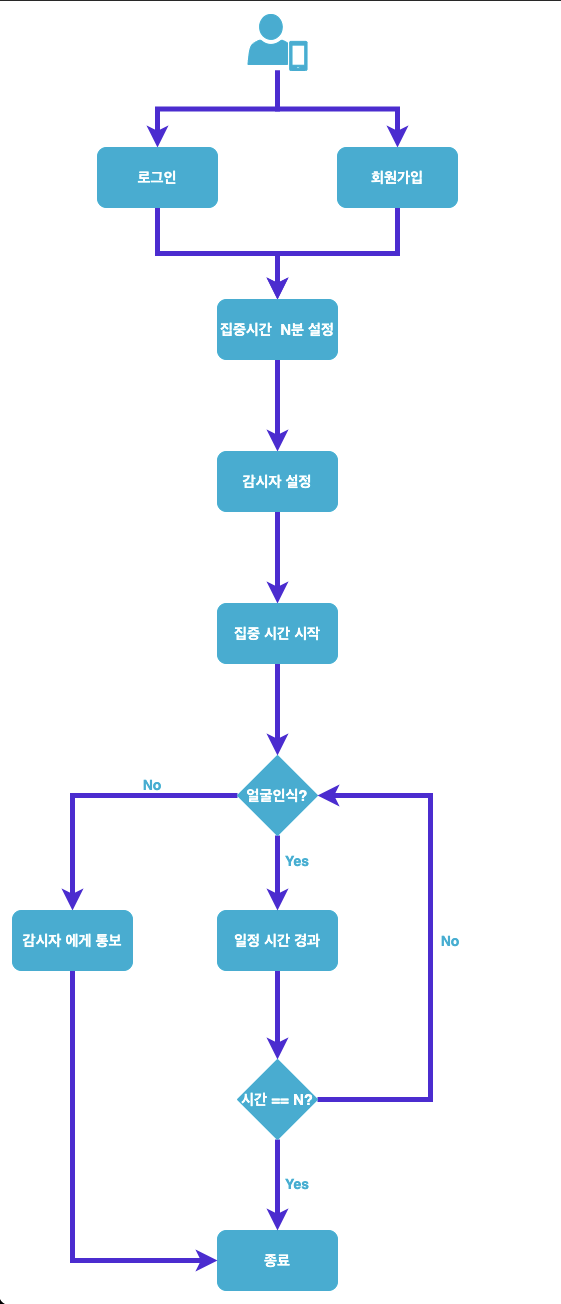 로그인
회원가입
집중시간 N분 설정
감시자 설정
집중 시간 시작
No
얼굴인식?
Yes
감시자 에게 통보
일정 시간 경과
No
시간 == N?
Yes
종료